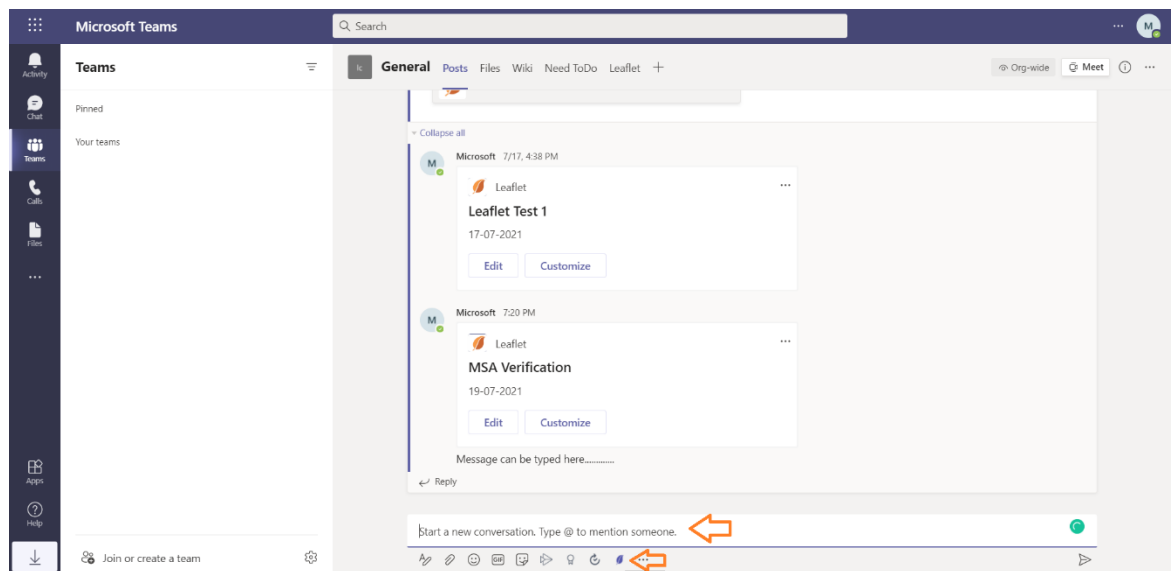 Microsoft Teams
Search
M
Activity
Chat
Teams
Calls
Files
Apps
Help
Teams
Pinned
Your teams
Join or create a team
lc
General Posts Files Wiki Need ToDo Leaflet
Org-wide
Meet
Collapse all
M
Microsoft 7/17, 4:38 PM
Leaflet
Leaflet Test 1
17-07-2021
Edit Customize
M
Microsoft 7:20 PM
Leaflet
MSA Verification
19-07-2021
Edit Customize
Message can be typed here.............
Reply
Start a new conversation. Type @ to mention someone.
GIF